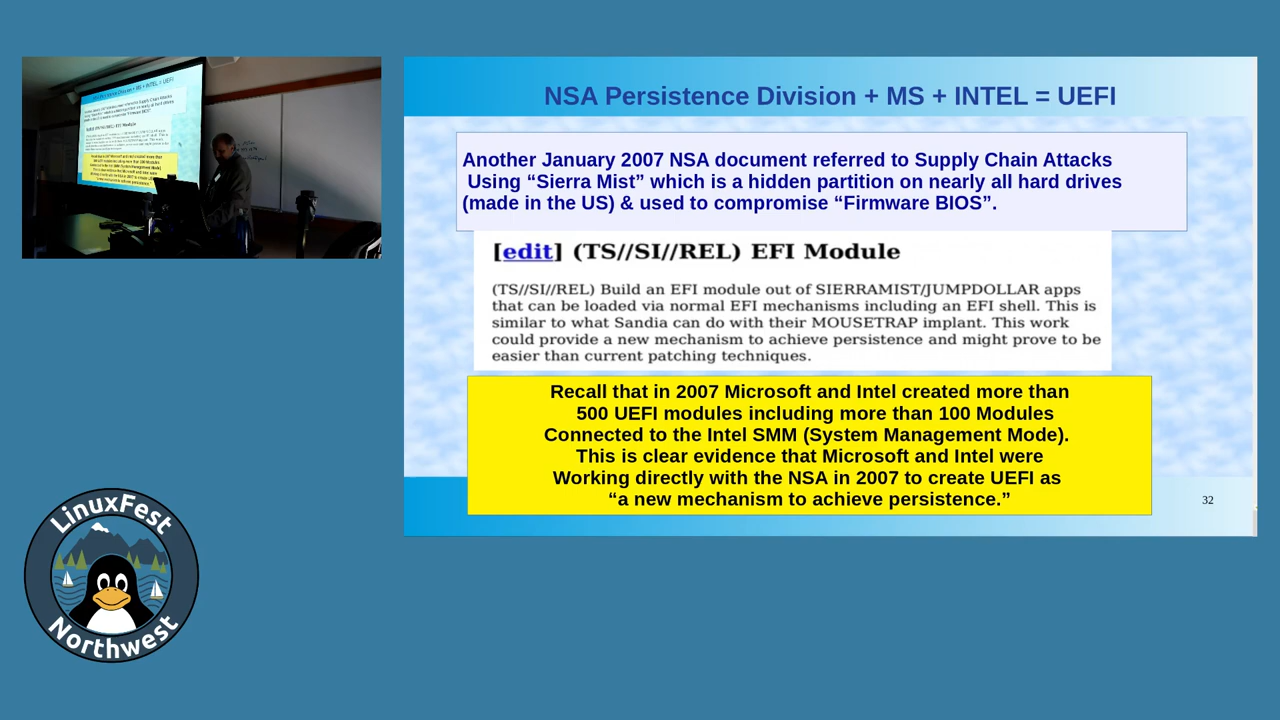 NSA Persistence Division + MS + INTEL = UEFI
Another January 2007 NSA document referred to Supply Chain Attacks
Using “Sierra Mist” which is a hidden partition on nearly all hard drives
(made in the US) & used to compromise “Firmware BIOS”.
[edit] (TS//SI//REL) EFI Module
(TS//SI//REL) Build an EFI module out of SIERRAMIST/JUMPDOLLAR apps
that can be loaded via normal EFI mechanisms including an EFI shell. This is
similar to what Sandia can do with their MOUSETRAP implant. This work
could provide a new mechanism to achieve persistence and might prove to be
easier than current patching techniques.
Recall that in 2007 Microsoft and Intel created more than
500 UEFI modules including more than 100 Modules
Connected to the Intel SMM (System Management Mode).
This is clear evidence that Microsoft and Intel were
Working directly with the NSA in 2007 to create UEFI as
“a new mechanism to achieve persistence.”
32
LinuxFest
Northwest